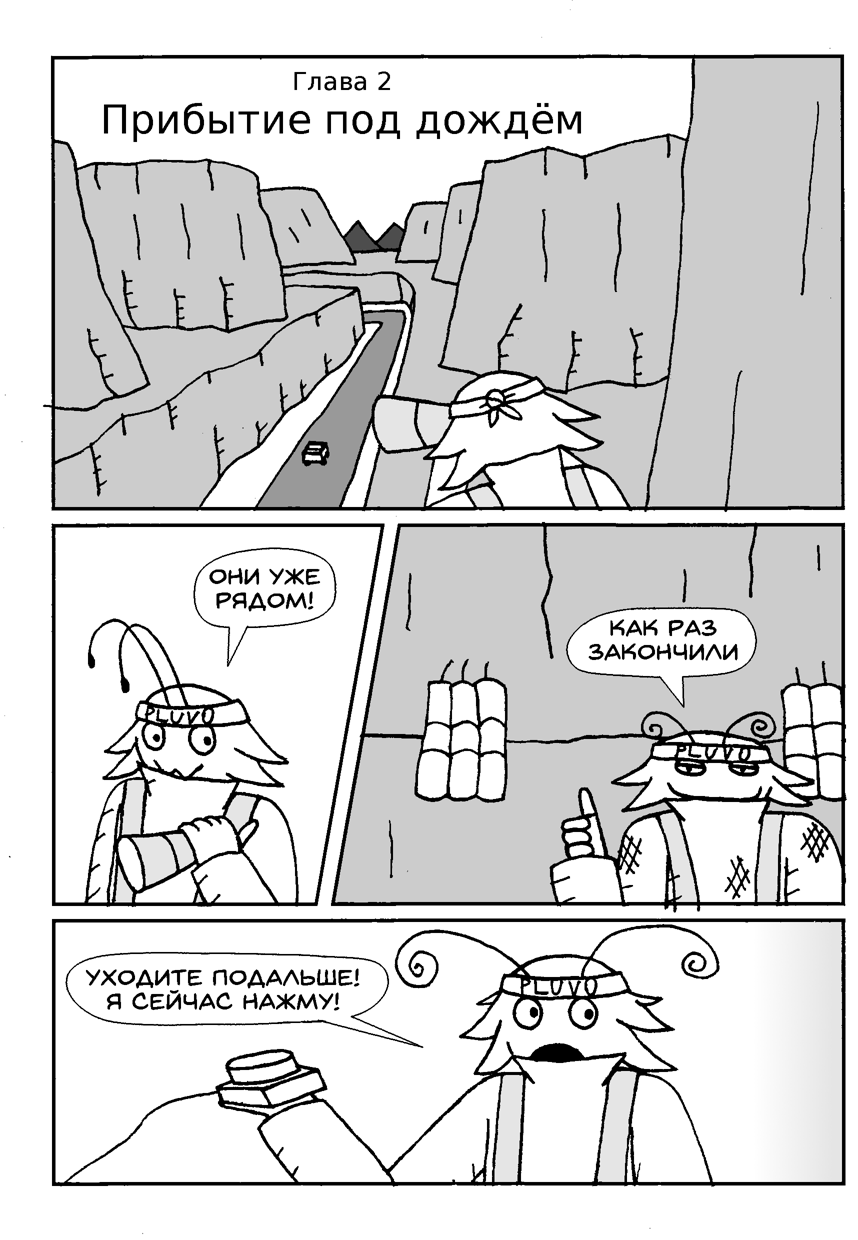 Глава 2
Прибытие под дождём
ОНИ УЖЕ
РЯДОМ!
PLUVO
КАК РАЗ
ЗАКОНЧИЛИ
PLUVO
УХОДИТЕ ПОДАЛЬШЕ!
Я СЕЙЧАС НАЖМУ!
PLUVO